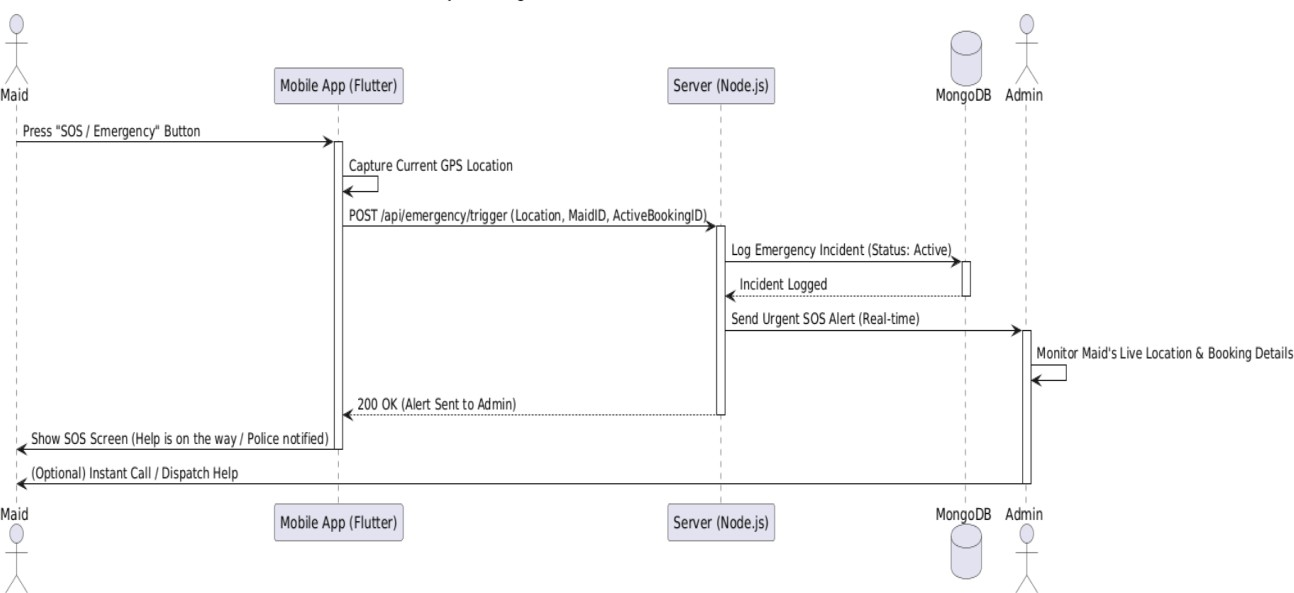 Maid
Mobile App (Flutter)
Server (Node.js)
MongoDB
Admin
Press "SOS / Emergency" Button
Capture Current GPS Location
POST /api/emergency/trigger (Location, MaidID, ActiveBookingID)
Log Emergency Incident (Status: Active)
Incident Logged
Send Urgent SOS Alert (Real-time)
Monitor Maid's Live Location & Booking Details
200 OK (Alert Sent to Admin)
Show SOS Screen (Help is on the way / Police notified)
(Optional) Instant Call / Dispatch Help
Maid
Mobile App (Flutter)
Server (Node.js)
MongoDB
Admin